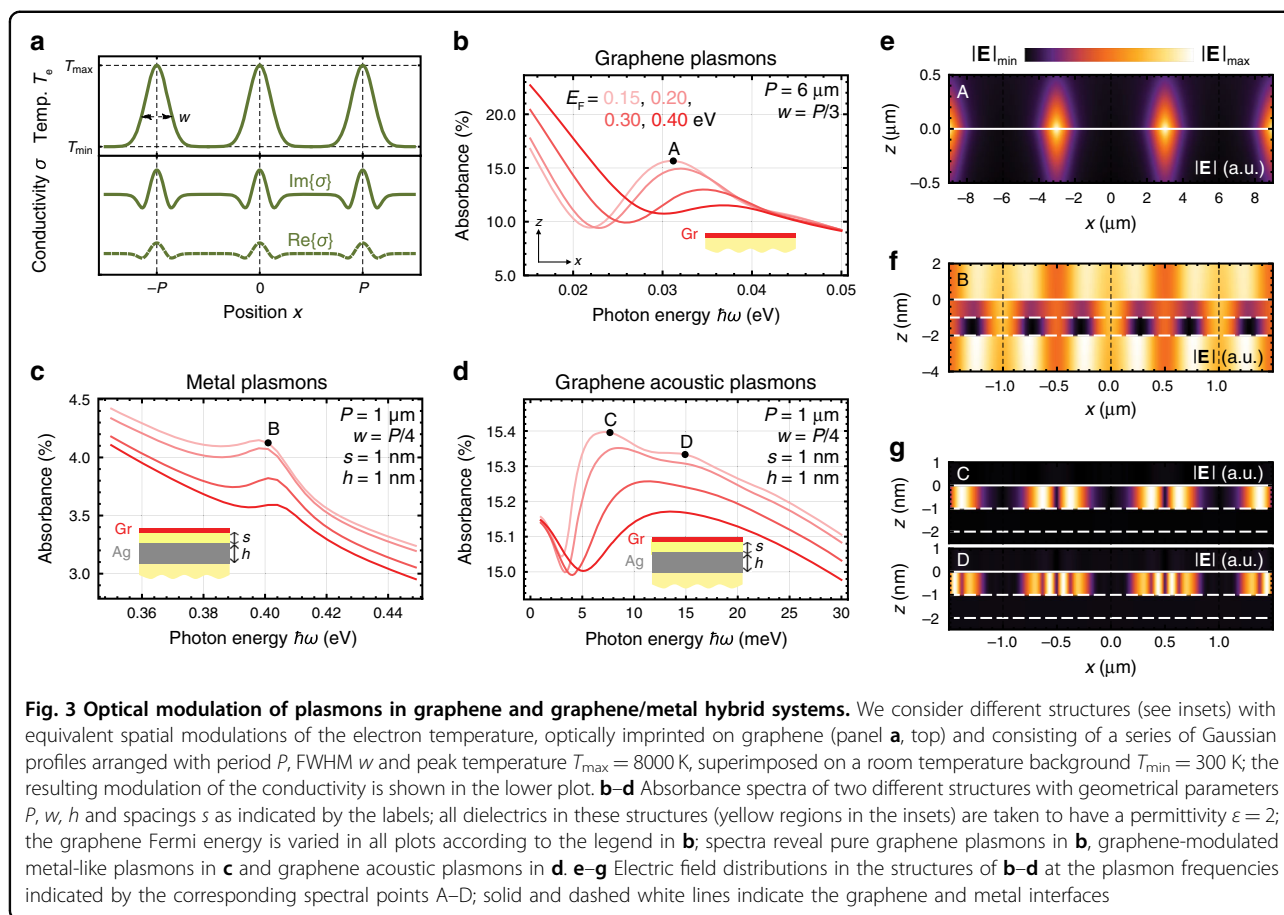 a
Temp. Tₑ
T_max
T_min
w
Conductivity σ
Im{σ}
Re{σ}
−P 0 P
Position x
b
Graphene plasmons
E_F = 0.15, 0.20,
0.30, 0.40 eV
P = 6 μm
w = P/3
A
Absorbance (%)
20.0
15.0
10.0
5.0
z
x
Gr
0.02 0.03 0.04 0.05
Photon energy ħω (eV)
c
Metal plasmons
P = 1 μm
w = P/4
s = 1 nm
h = 1 nm
B
Absorbance (%)
4.5
4.0
3.5
3.0
Gr
Ag
s
h
0.36 0.38 0.40 0.42 0.44
Photon energy ħω (eV)
d
Graphene acoustic plasmons
P = 1 μm
w = P/4
s = 1 nm
h = 1 nm
C
D
Absorbance (%)
15.4
15.3
15.2
15.1
15.0
Gr
Ag
s
h
0 5 10 15 20 25 30
Photon energy ħω (meV)
e
|E|_min |E|_max
A
z (μm)
0.5
0.0
−0.5
|E| (a.u.)
−8 −6 −4 −2 0 2 4 6 8
x (μm)
f
B
z (nm)
2
0
−2
−4
|E| (a.u.)
−1.0 −0.5 0.0 0.5 1.0
g
C
|E| (a.u.)
z (nm)
1
0
−1
−2
D
|E| (a.u.)
z (nm)
1
0
−1
−2
−1.0 −0.5 0.0 0.5 1.0
x (μm)
Fig. 3 Optical modulation of plasmons in graphene and graphene/metal hybrid systems. We consider different structures (see insets) with
equivalent spatial modulations of the electron temperature, optically imprinted on graphene (panel a, top) and consisting of a series of Gaussian
profiles arranged with period P, FWHM w and peak temperature T_max = 8000 K, superimposed on a room temperature background T_min = 300 K; the
resulting modulation of the conductivity is shown in the lower plot. b–d Absorbance spectra of two different structures with geometrical parameters
P, w, h and spacings s as indicated by the labels; all dielectrics in these structures (yellow regions in the insets) are taken to have a permittivity ε = 2;
the graphene Fermi energy is varied in all plots according to the legend in b; spectra reveal pure graphene plasmons in b, graphene-modulated
metal-like plasmons in c and graphene acoustic plasmons in d. e–g Electric field distributions in the structures of b–d at the plasmon frequencies
indicated by the corresponding spectral points A–D; solid and dashed white lines indicate the graphene and metal interfaces